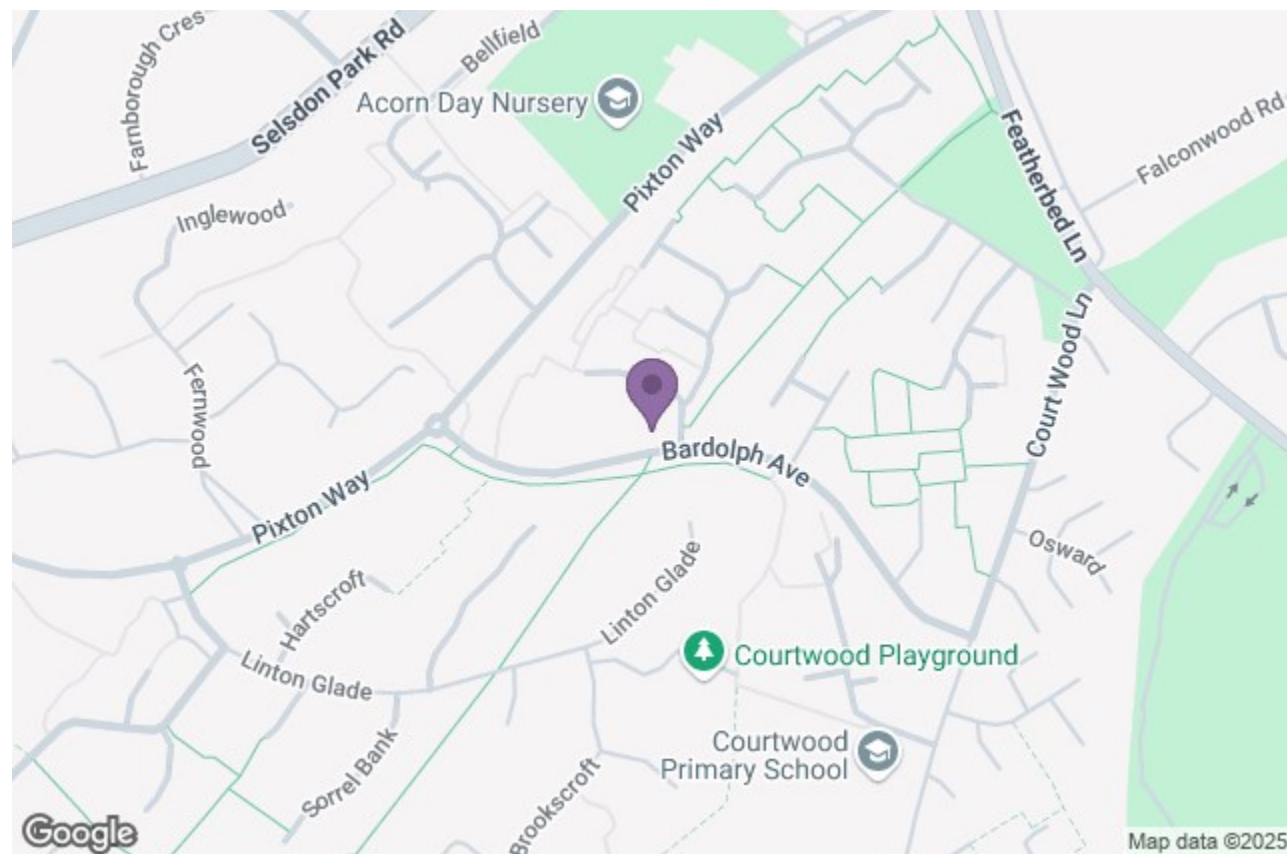 Farnborough Cres
Selsdon Park Rd
Bellfield
Acorn Day Nursery
Pixton Way
Featherbed Ln
Falconwood Rd
Inglewood
Fernwood
Court Wood Ln
Bardolph Ave
Pixton Way
Osward
Hartscroft
Linton Glade
Linton Glade
Courtwood Playground
Sorrel Bank
Brookscroft
Courtwood
Primary School
Google
Map data ©2025